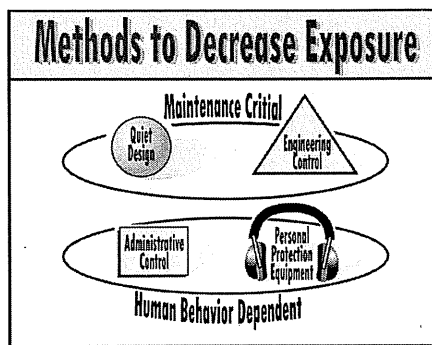 Methods to Decrease Exposure
Maintenance Critial
Quiet
Design
Engineering
Control
Administrative
Control
Personal
Protection
Equipment
Human Behavior Dependent